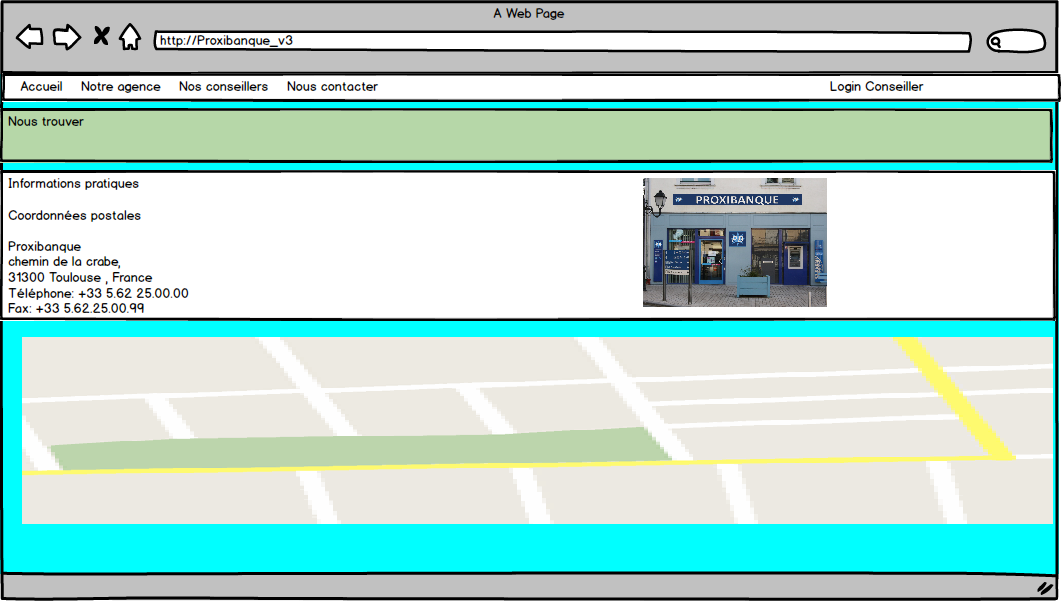 A Web Page
http://Proxibanque_v3
Accueil Notre agence Nos conseillers Nous contacter Login Conseiller
Nous trouver
Informations pratiques
PROXIBANQUE
Coordonnées postales
Proxibanque
chemin de la crabe,
31300 Toulouse , France
Téléphone: +33 5.62 25.00.00
Fax: +33 5.62.25.00.99